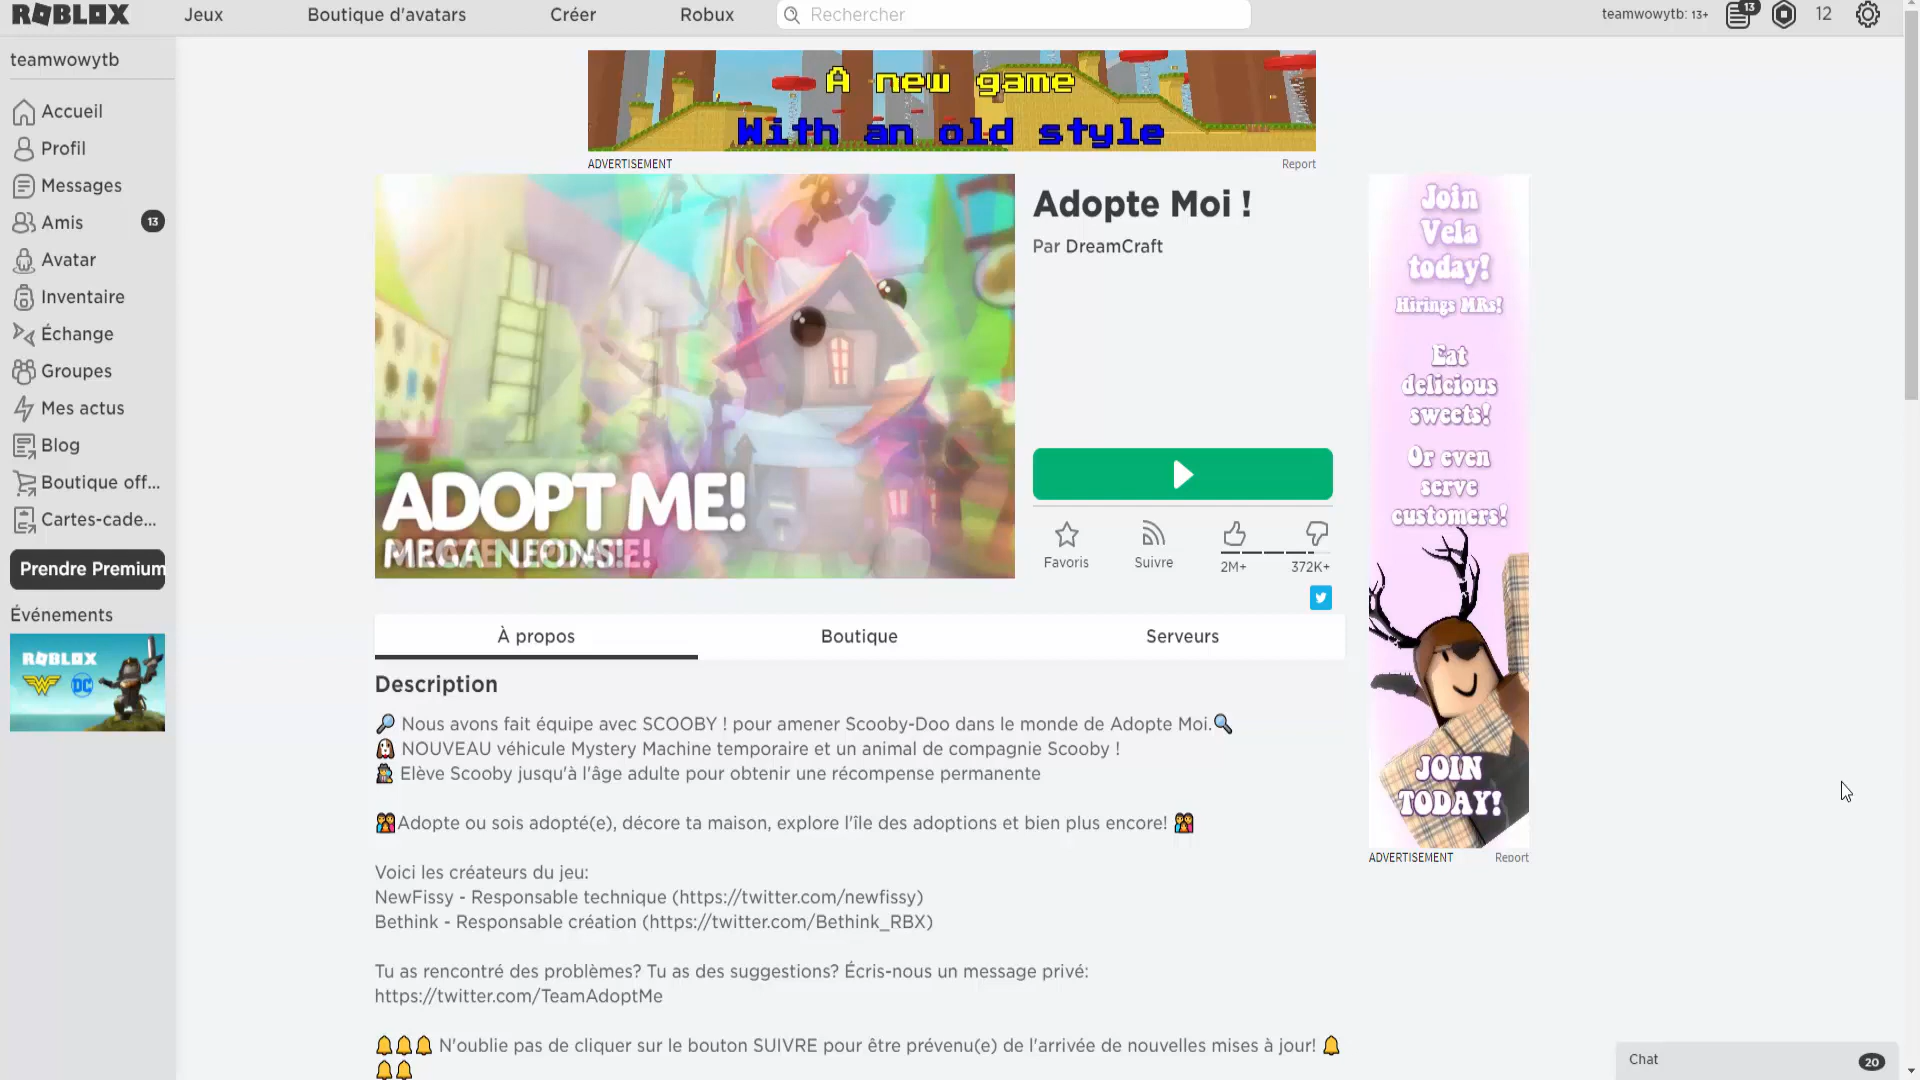 ROBLOX
Jeux
Boutique d'avatars
Créer
Robux
Rechercher
teamwowytb: 13+
13
12
teamwowytb
Accueil
Profil
Messages
Amis
13
Avatar
Inventaire
Échange
Groupes
Mes actus
Blog
Boutique off...
Cartes-cade...
Prendre Premium
Événements
ROBLOX
DC
A new game
With an old style
ADVERTISEMENT
Report
ADOPT ME!
MEGA NEONS!
Adopte Moi !
Par DreamCraft
Favoris
Suivre
2M+
372K+
À propos
Boutique
Serveurs
Description
🔎 Nous avons fait équipe avec SCOOBY ! pour amener Scooby-Doo dans le monde de Adopte Moi.🔍
NOUVEAU véhicule Mystery Machine temporaire et un animal de compagnie Scooby !
Elève Scooby jusqu'à l'âge adulte pour obtenir une récompense permanente
Adopte ou sois adopté(e), décore ta maison, explore l'île des adoptions et bien plus encore!
Voici les créateurs du jeu:
NewFissy - Responsable technique (https://twitter.com/newfissy)
Bethink - Responsable création (https://twitter.com/Bethink_RBX)
Tu as rencontré des problèmes? Tu as des suggestions? Écris-nous un message privé:
https://twitter.com/TeamAdoptMe
🔔🔔🔔 N'oublie pas de cliquer sur le bouton SUIVRE pour être prévenu(e) de l'arrivée de nouvelles mises à jour! 🔔
🔔🔔
Join
Vela
today!
Hirings MRs!
Eat
delicious
sweets!
Or even
serve
customers!
JOIN
TODAY!
ADVERTISEMENT
Report
Chat
20